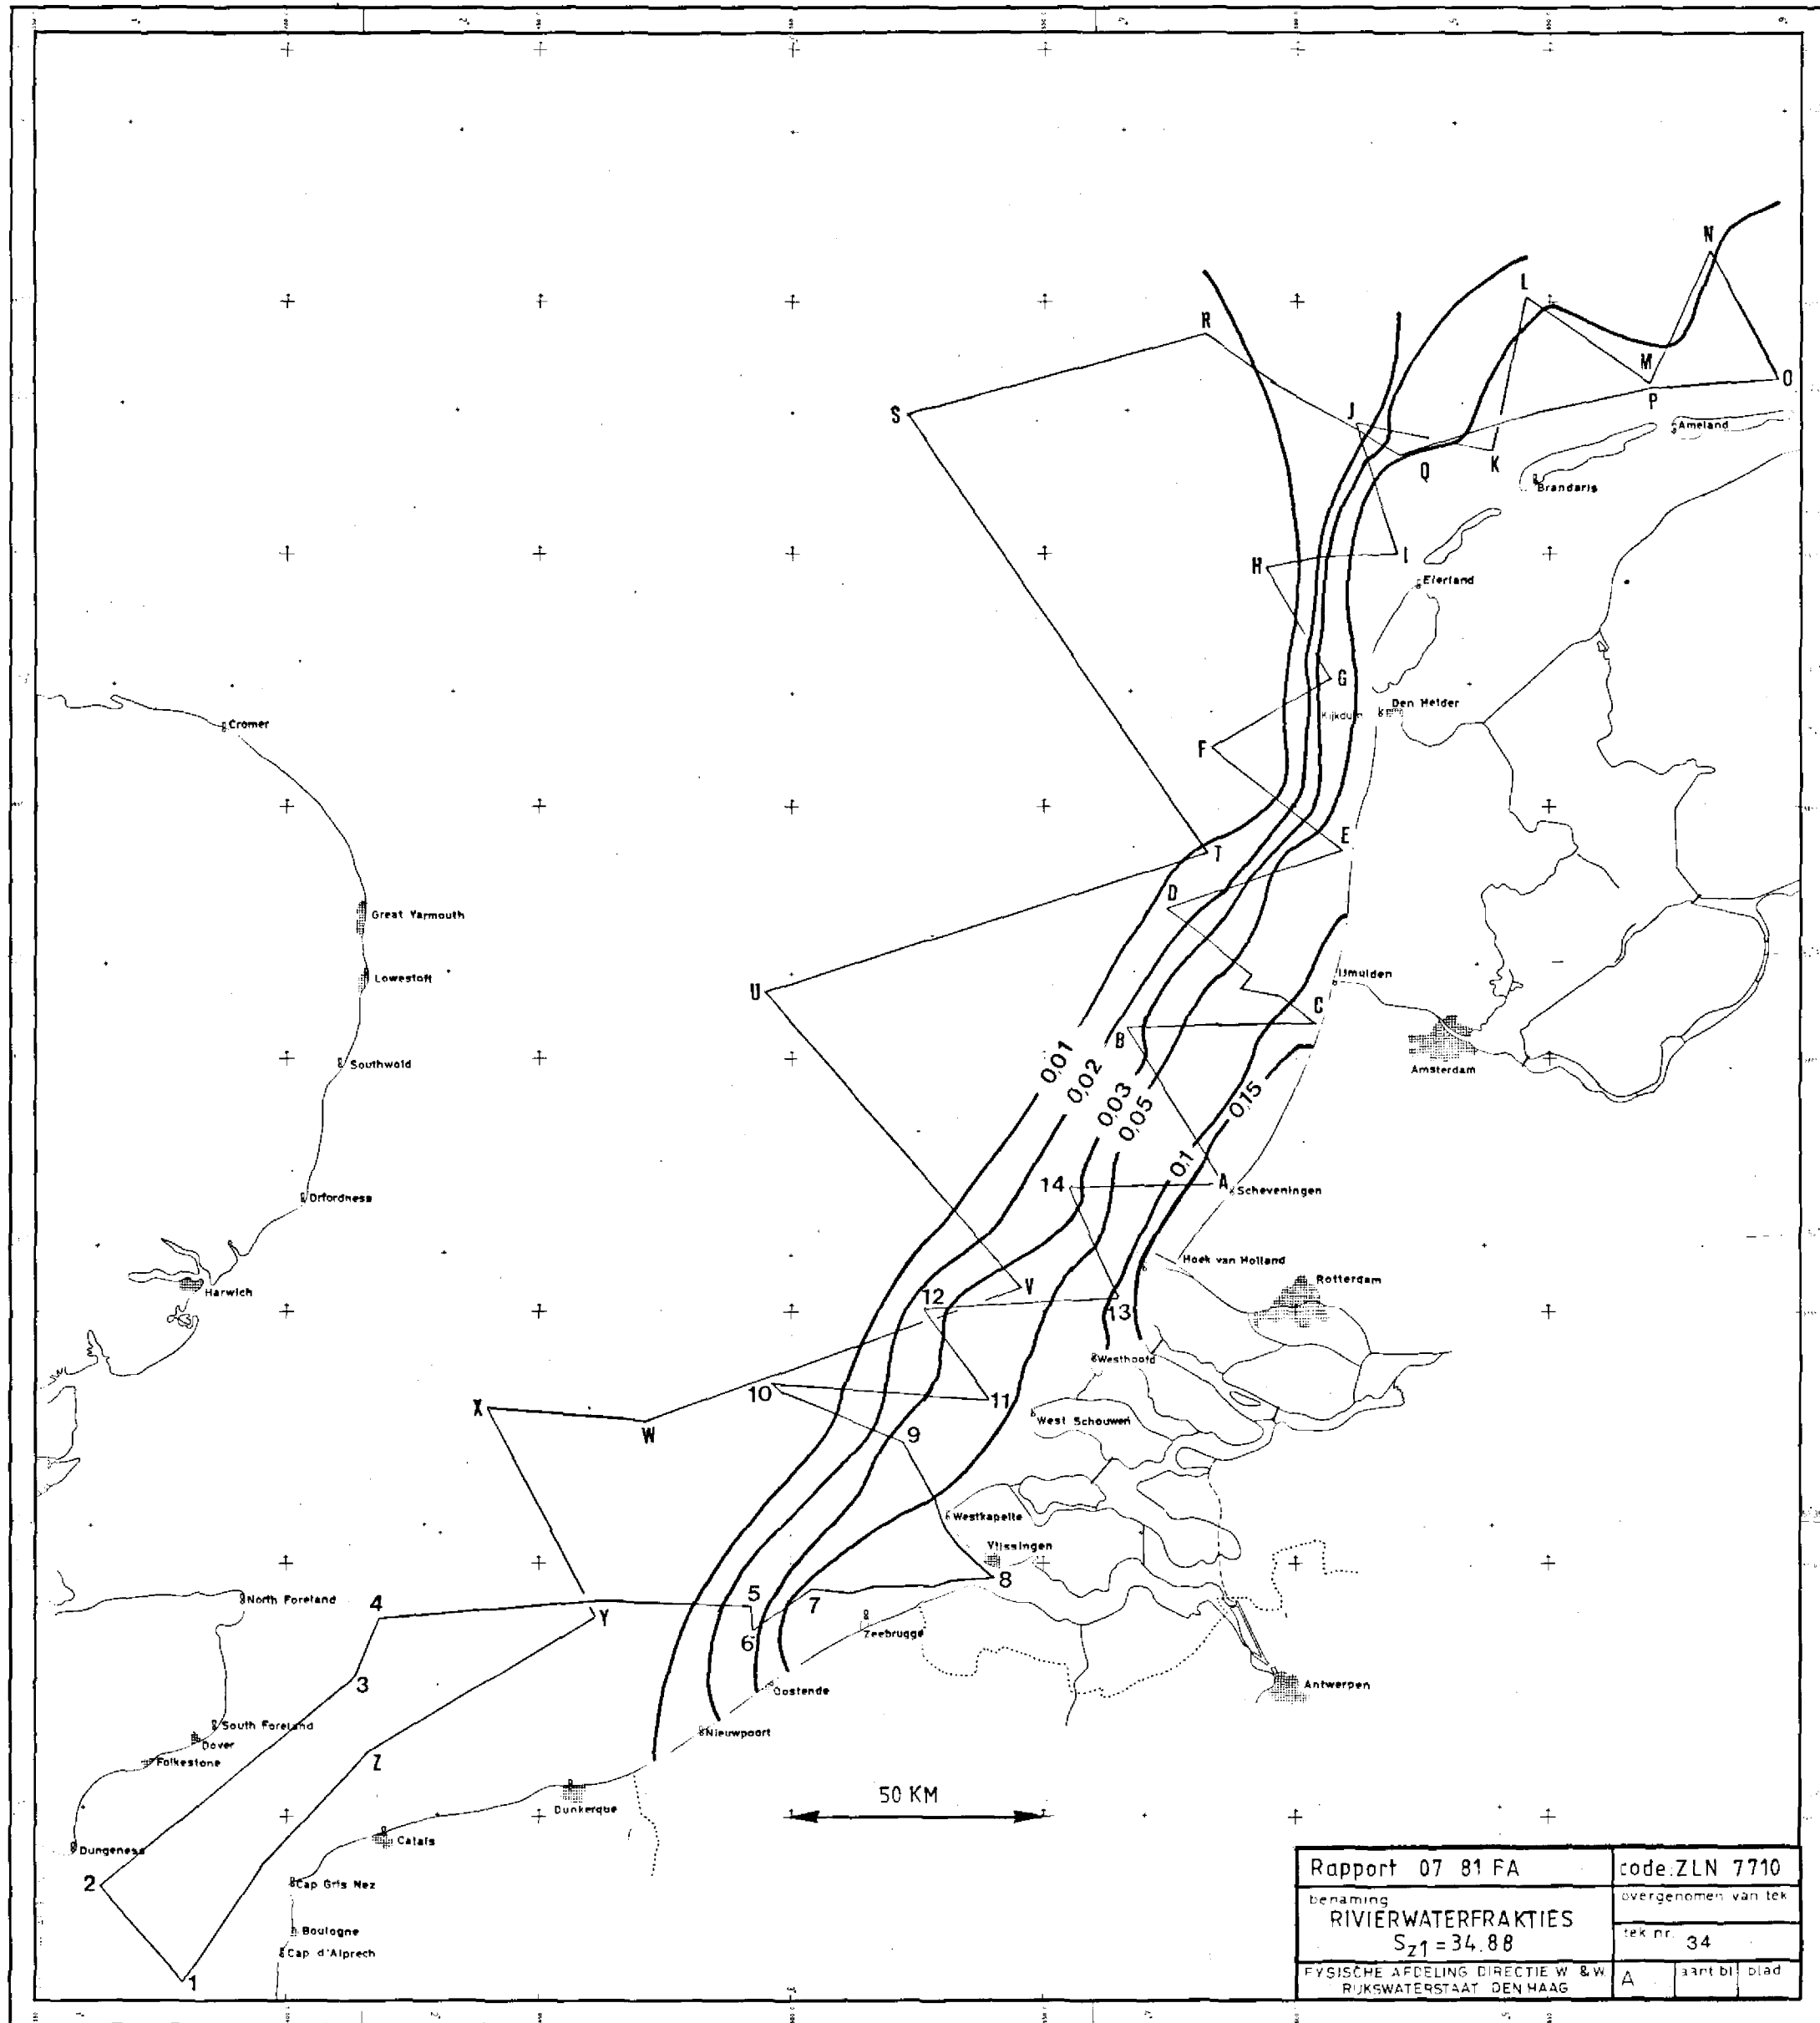 N
L
R
M
O
P
J
S
Ameland
Q
K
Brandaris
I
H
Eierland
G
Den Helder
Kijkduin
Cromer
F
E
T
D
Great Yarmouth
Lowestoft
IJmuiden
U
C
B
0,01
Southwold
0,02
Amsterdam
0,03
0,15
0,05
0,1
14
A
Scheveningen
Orfordness
Hoek van Holland
Rotterdam
V
Harwich
12
13
Westhoofd
10
11
X
West Schouwen
W
9
Westkapelle
Vlissingen
8
North Foreland
4
5
7
Y
Zeebrugge
6
3
Oostende
Antwerpen
South Foreland
Nieuwpoort
Dover
Folkestone
Z
50 KM
Dunkerque
Calais
Dungeness
2
Cap Gris Nez
Boulogne
Cap d'Alprech
1
Rapport 07 81 FA
code: ZLN 7710
benaming
overgenomen van tek
RIVIERWATERFRAKTIES
Sz1 = 34.88
tek nr. 34
FYSISCHE AFDELING DIRECTIE W & W.
RIJKSWATERSTAAT DEN HAAG
A
aant bl
blad